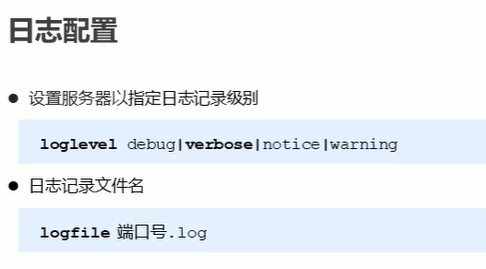 日志配置
● 设置服务器以指定日志记录级别
loglevel debug|verbose|notice|warning
● 日志记录文件名
logfile 端口号.log